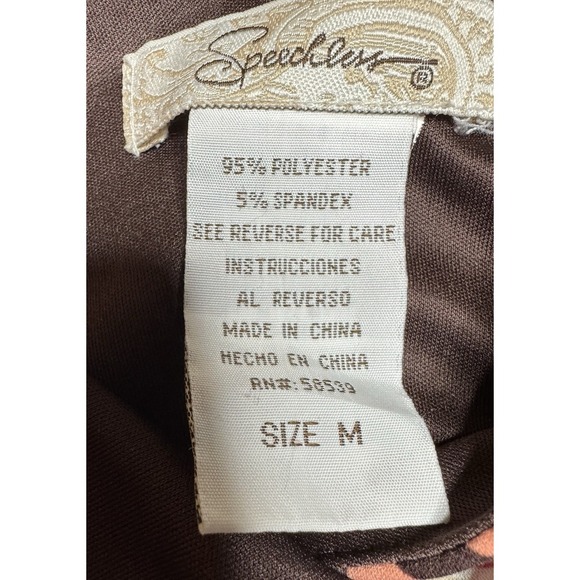 Speechless ®
95% POLYESTER
5% SPANDEX
SEE REVERSE FOR CARE
INSTRUCCIONES
AL REVERSO
MADE IN CHINA
HECHO EN CHINA
RN#:58539
SIZE M